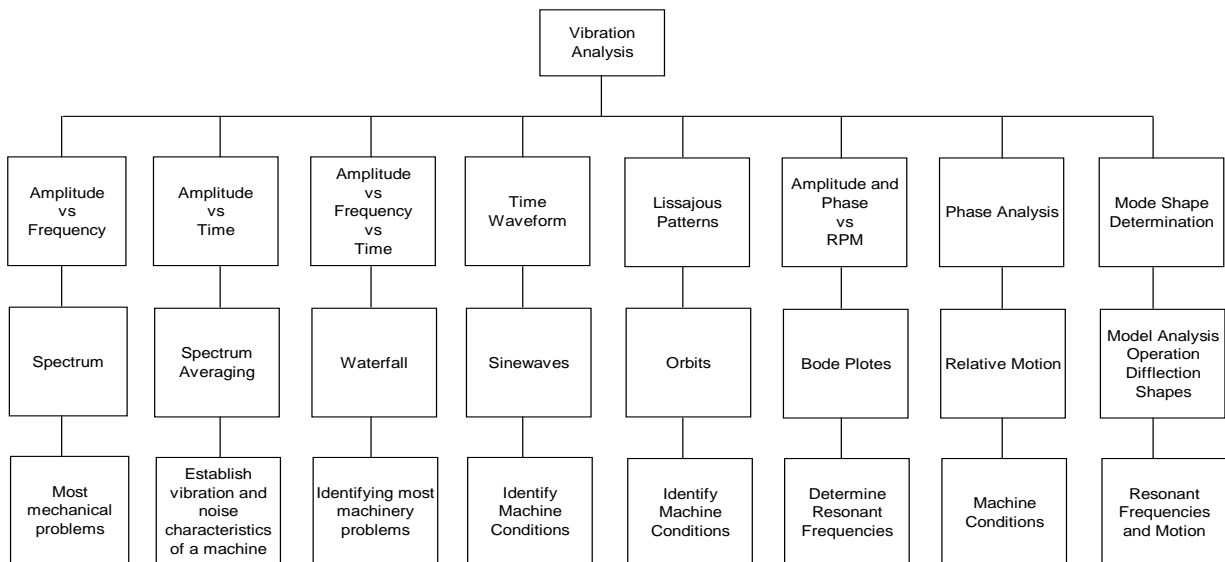 Vibration
Analysis
Amplitude
vs
Frequency
Amplitude
vs
Time
Amplitude
vs
Frequency
vs
Time
Time
Waveform
Lissajous
Patterns
Amplitude and
Phase
vs
RPM
Phase Analysis
Mode Shape
Determination
Spectrum
Spectrum
Averaging
Waterfall
Sinewaves
Orbits
Bode Plotes
Relative Motion
Model Analysis
Operation
Difflection
Shapes
Most
mechanical
problems
Establish
vibration and
noise
characteristics
of a machine
Identifying most
machinery
problems
Identify
Machine
Conditions
Identify
Machine
Conditions
Determine
Resonant
Frequencies
Machine
Conditions
Resonant
Frequencies
and Motion